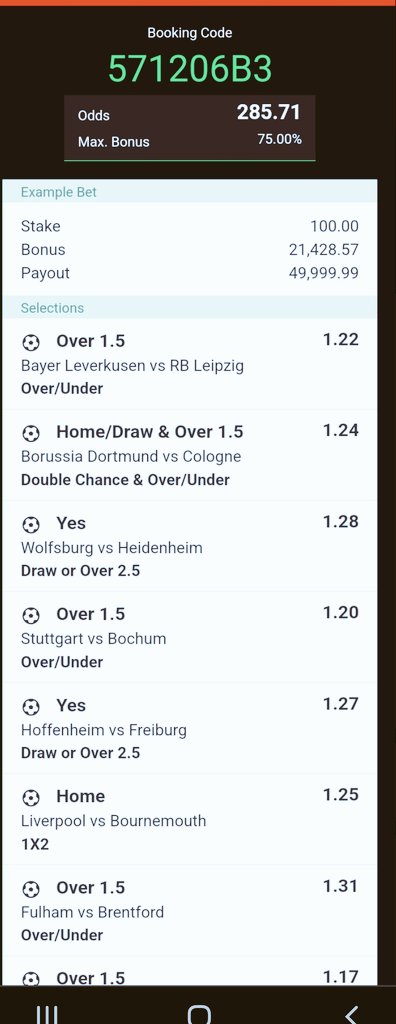 Booking Code
571206B3
Odds 285.71
Max. Bonus 75.00%
Example Bet
Stake 100.00
Bonus 21,428.57
Payout 49,999.99
Selections
Over 1.5 1.22
Bayer Leverkusen vs RB Leipzig
Over/Under
Home/Draw & Over 1.5 1.24
Borussia Dortmund vs Cologne
Double Chance & Over/Under
Yes 1.28
Wolfsburg vs Heidenheim
Draw or Over 2.5
Over 1.5 1.20
Stuttgart vs Bochum
Over/Under
Yes 1.27
Hoffenheim vs Freiburg
Draw or Over 2.5
Home 1.25
Liverpool vs Bournemouth
1X2
Over 1.5 1.31
Fulham vs Brentford
Over/Under
Over 1.5 1.17